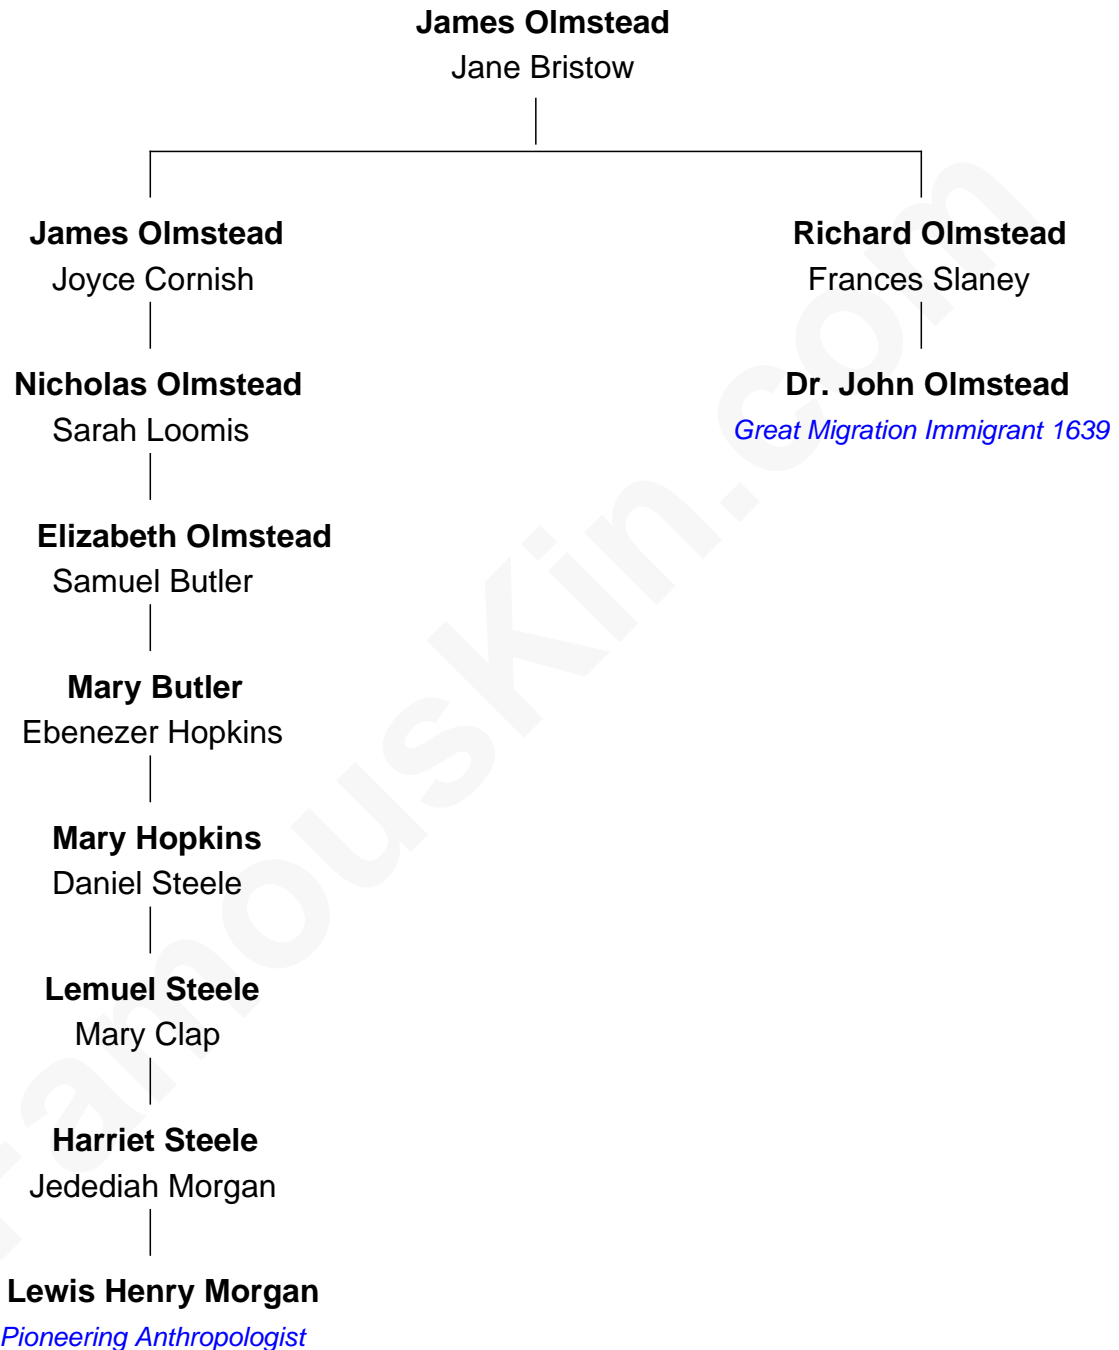 James Olmstead
Jane Bristow
James Olmstead
Joyce Cornish
Richard Olmstead
Frances Slaney
Nicholas Olmstead
Sarah Loomis
Dr. John Olmstead
Great Migration Immigrant 1639
Elizabeth Olmstead
Samuel Butler
Mary Butler
Ebenezer Hopkins
Mary Hopkins
Daniel Steele
Lemuel Steele
Mary Clap
Harriet Steele
Jedediah Morgan
Lewis Henry Morgan
Pioneering Anthropologist
FamousKin.com